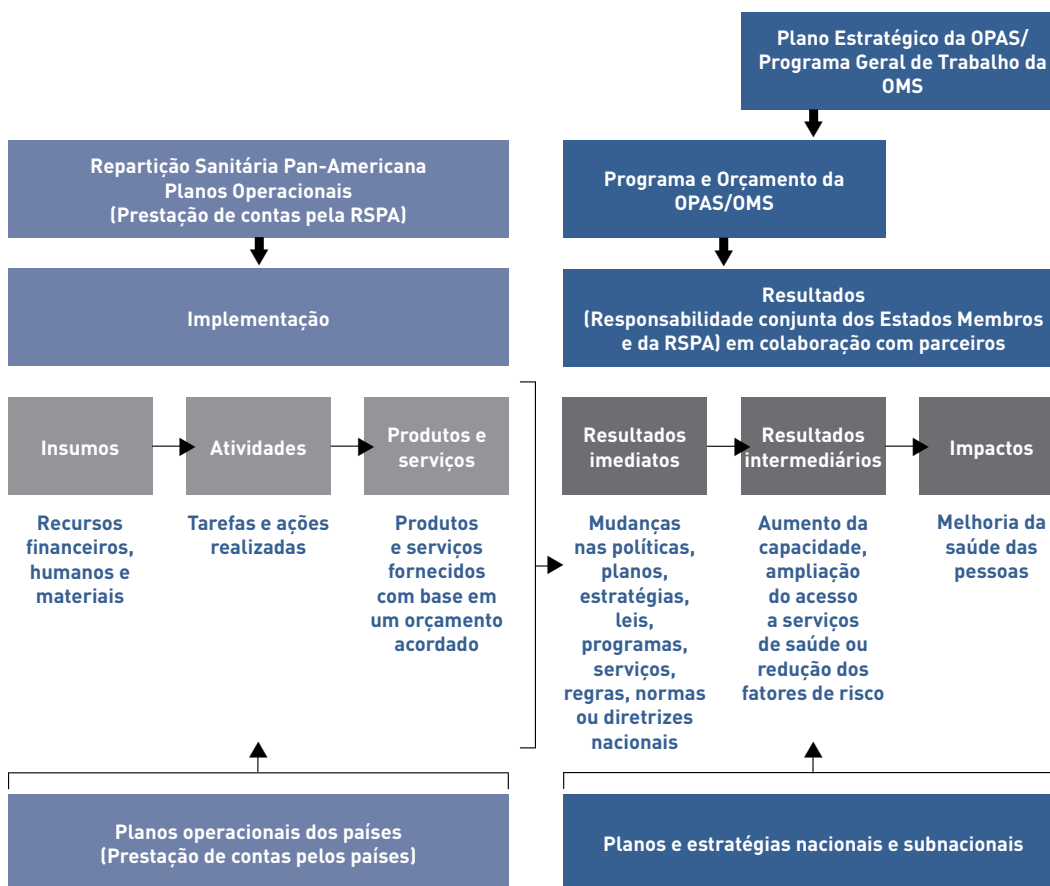 Plano Estratégico da OPAS/
Programa Geral de Trabalho da
OMS
Repartição Sanitária Pan-Americana
Planos Operacionais
(Prestação de contas pela RSPA)
Programa e Orçamento da
OPAS/OMS
Implementação
Resultados
(Responsabilidade conjunta dos Estados Membros
e da RSPA) em colaboração com parceiros
Insumos
Atividades
Produtos e
serviços
Resultados
imediatos
Resultados
intermediários
Impactos
Recursos
financeiros,
humanos e
materiais
Tarefas e ações
realizadas
Produtos
e serviços
fornecidos
com base em
um orçamento
acordado
Mudanças
nas políticas,
planos,
estratégias,
leis,
programas,
serviços,
regras, normas
ou diretrizes
nacionais
Aumento da
capacidade,
ampliação
do acesso
a serviços
de saúde ou
redução dos
fatores de risco
Melhoria da
saúde das
pessoas
Planos operacionais dos países
(Prestação de contas pelos países)
Planos e estratégias nacionais e subnacionais